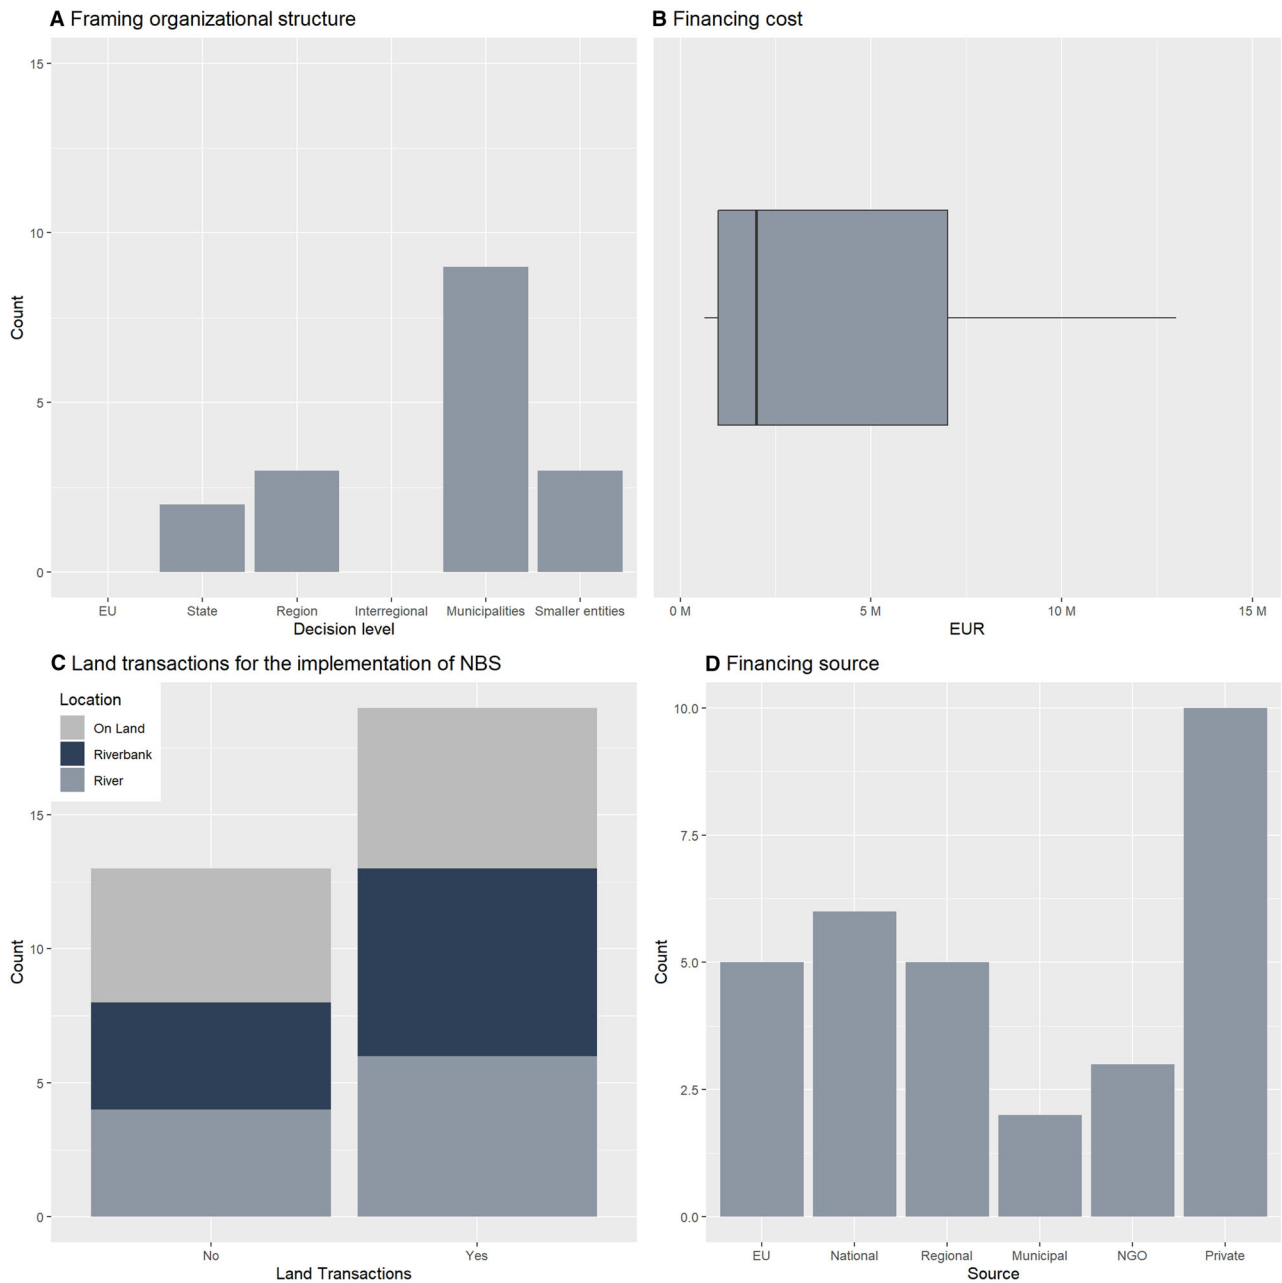 A Framing organizational structure
Count
15
10
5
0
EU State Region Interregional Municipalities Smaller entities
Decision level
B Financing cost
0 M 5 M 10 M 15 M
EUR
C Land transactions for the implementation of NBS
Location
On Land
Riverbank
River
Count
15
10
5
0
No Yes
Land Transactions
D Financing source
Count
10.0
7.5
5.0
2.5
0.0
EU National Regional Municipal NGO Private
Source